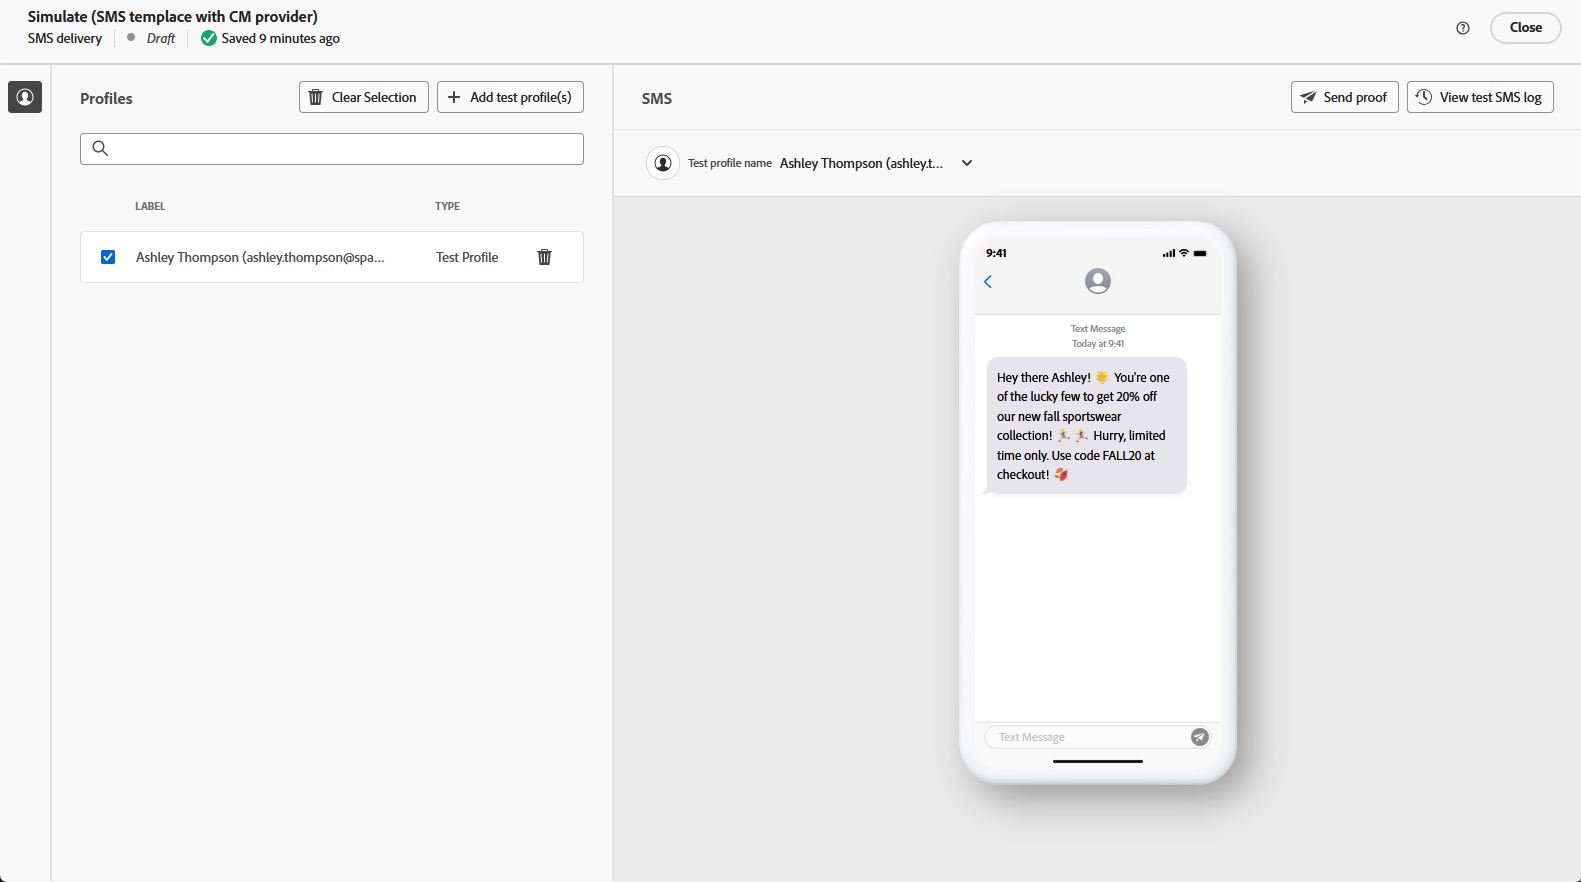 Simulate (SMS templace with CM provider)
SMS delivery Draft Saved 9 minutes ago
Close
Profiles
Clear Selection
Add test profile(s)
LABEL TYPE
Ashley Thompson (ashley.thompson@spa... Test Profile
SMS
Send proof
View test SMS log
Test profile name Ashley Thompson (ashley.t...
9:41
Text Message
Today at 9:41
Hey there Ashley! ☀️ You're one
of the lucky few to get 20% off
our new fall sportswear
collection! 🏃‍♂️ 🏃‍♀️ Hurry, limited
time only. Use code FALL20 at
checkout! 🍂
Text Message